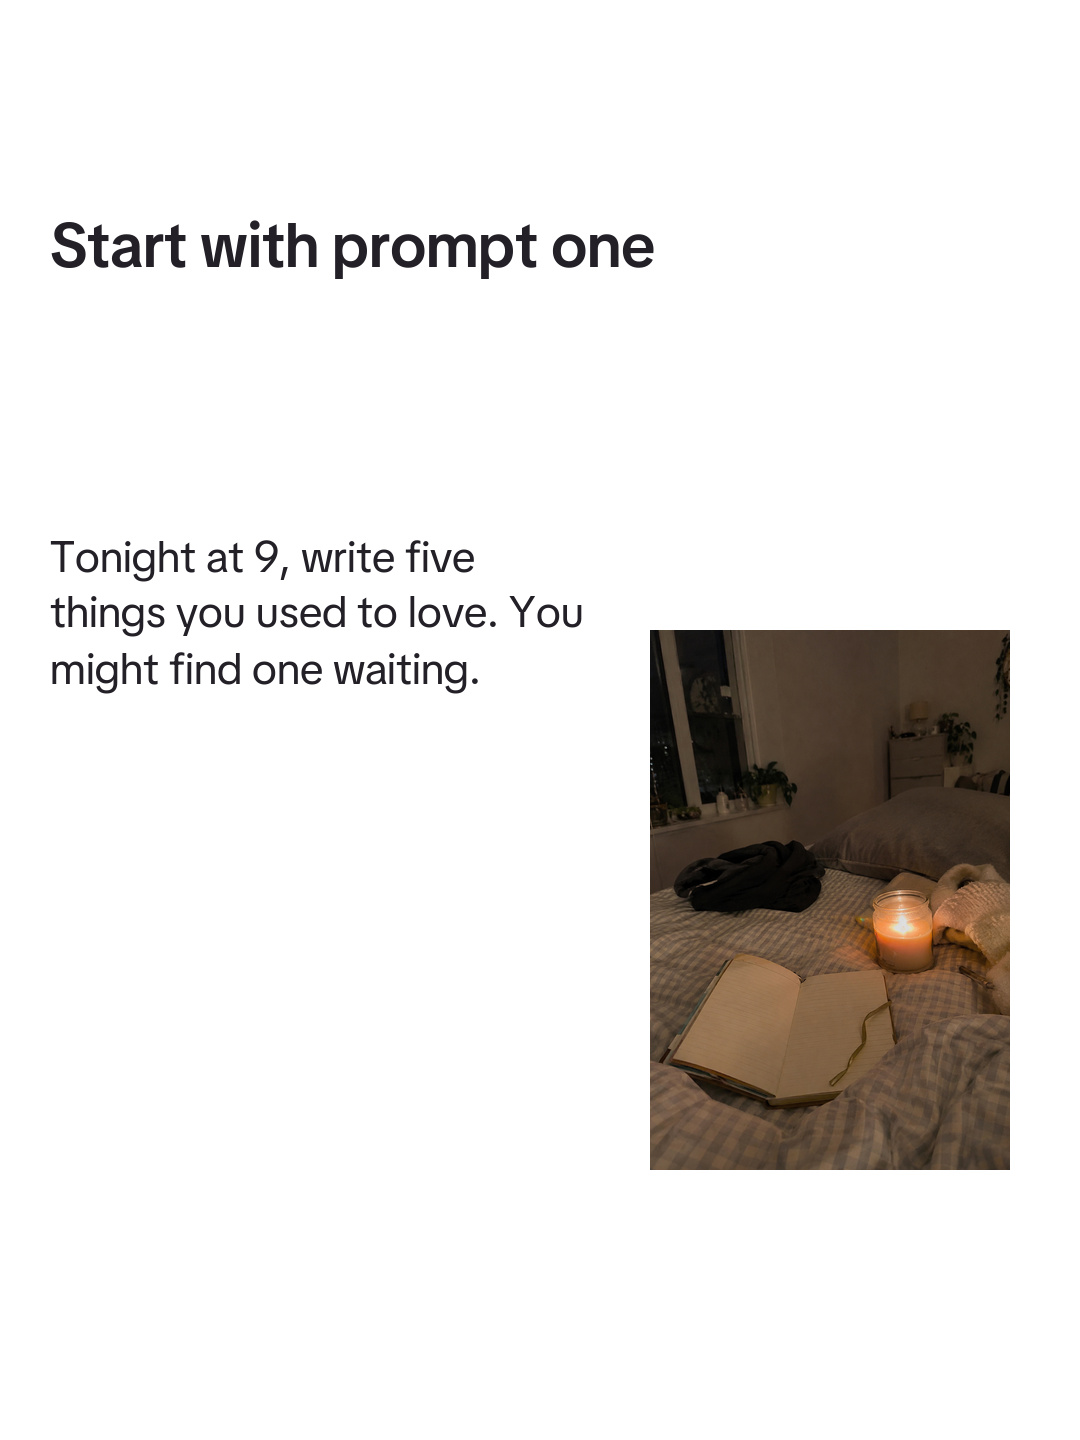 Start with prompt one
Tonight at 9, write five
things you used to love. You
might find one waiting.